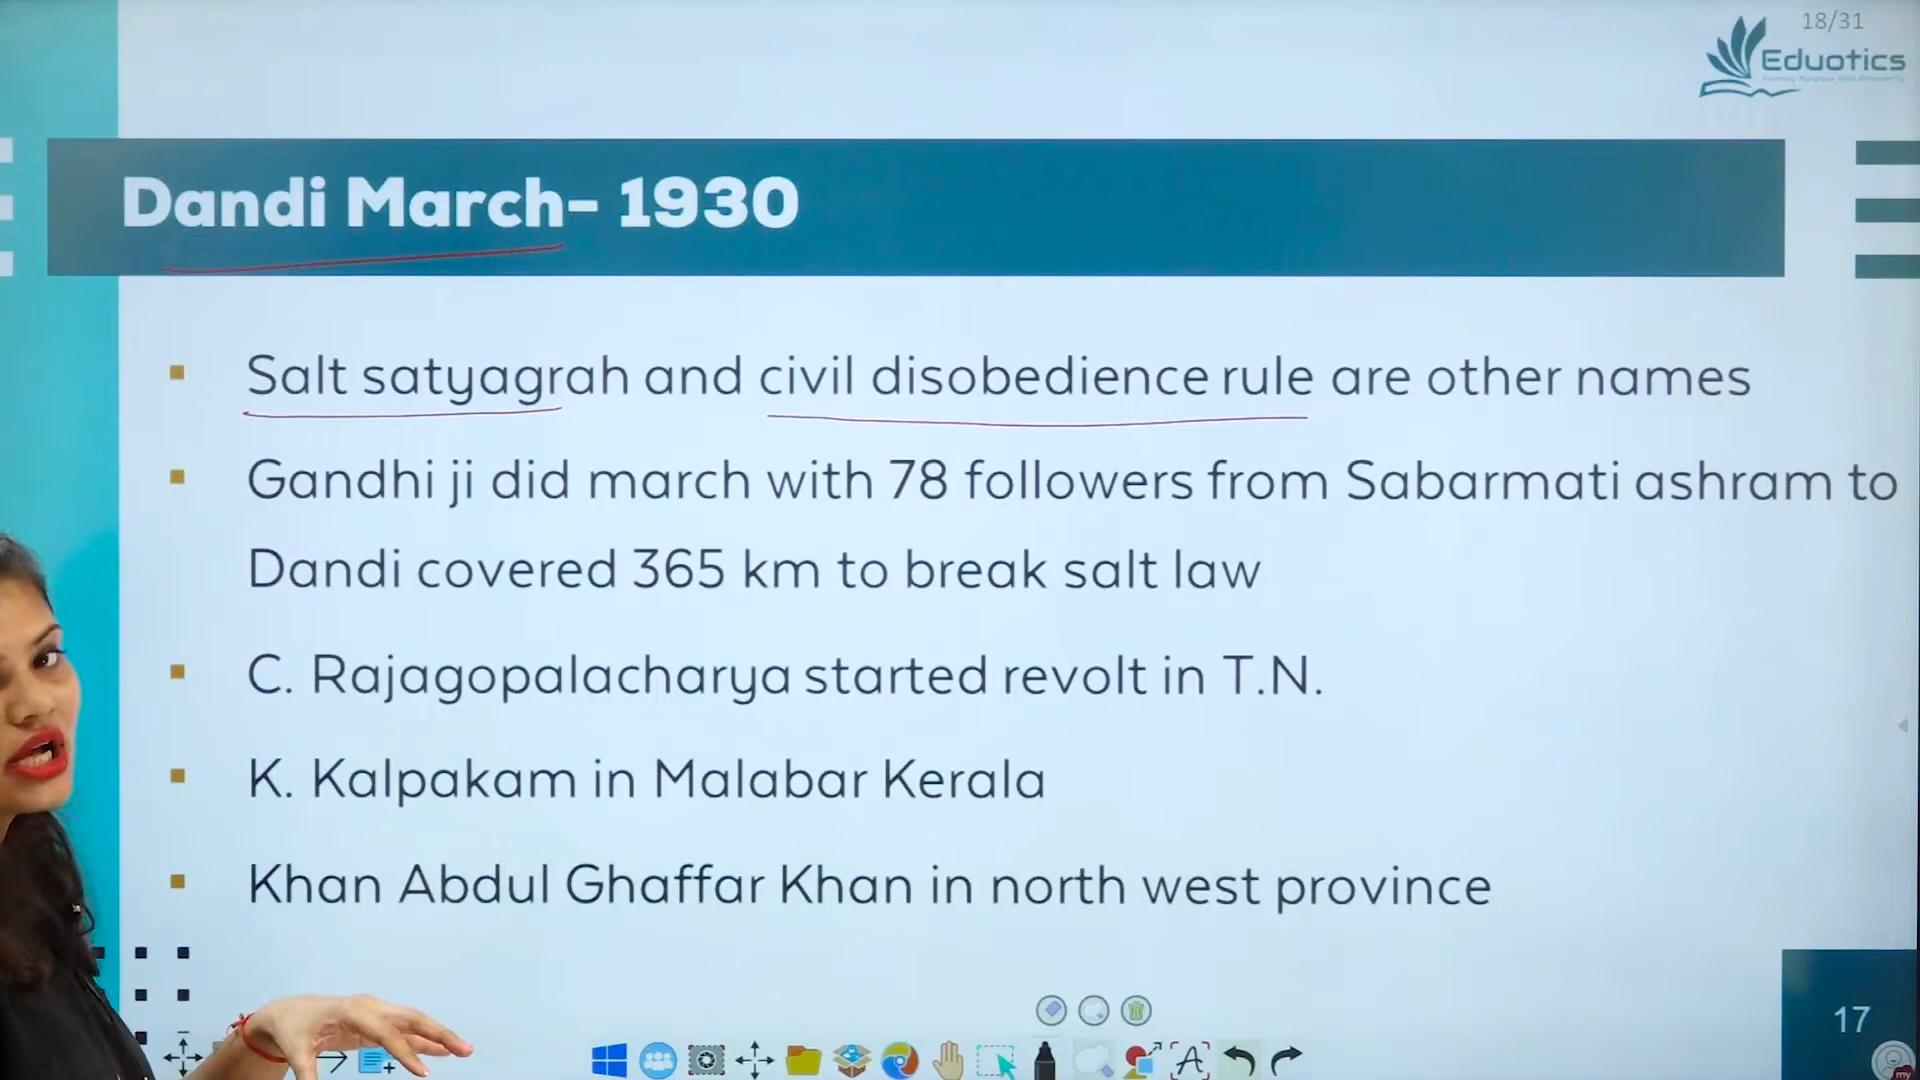 18/31
Eduotics
Dandi March- 1930
Salt satyagrah and civil disobedience rule are other names
Gandhi ji did march with 78 followers from Sabarmati ashram to
Dandi covered 365 km to break salt law
C. Rajagopalacharya started revolt in T.N.
K. Kalpakam in Malabar Kerala
Khan Abdul Ghaffar Khan in north west province
17
A
my